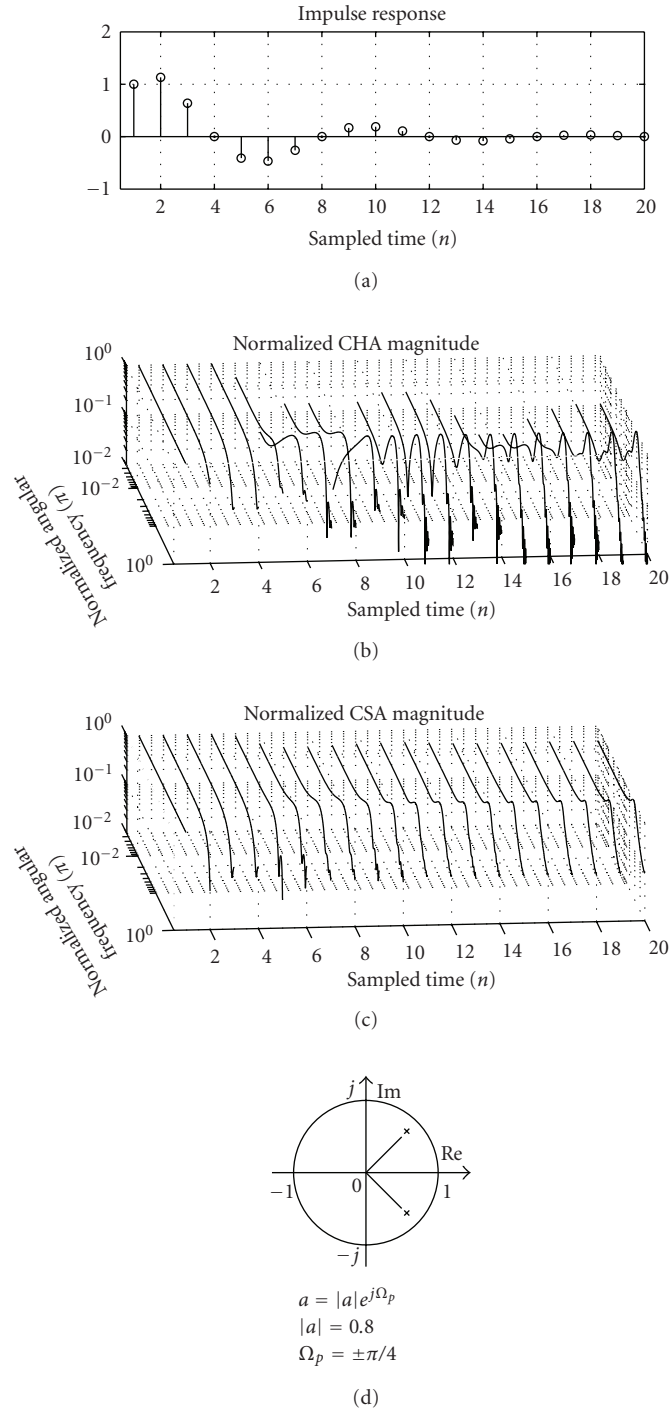 Impulse response
2
1
0
−1
2 4 6 8 10 12 14 16 18 20
Sampled time (n)
(a)
Normalized CHA magnitude
10^0
10^−1
10^−2
10^−2
10^0
Normalized angular
frequency (π)
2 4 6 8 10 12 14 16 18 20
Sampled time (n)
(b)
Normalized CSA magnitude
10^0
10^−1
10^−2
10^−2
10^0
Normalized angular
frequency (π)
2 4 6 8 10 12 14 16 18 20
Sampled time (n)
(c)
j Im
Re
−1 0 1
−j
a = |a|e^{jΩ_p}
|a| = 0.8
Ω_p = ±π/4
(d)